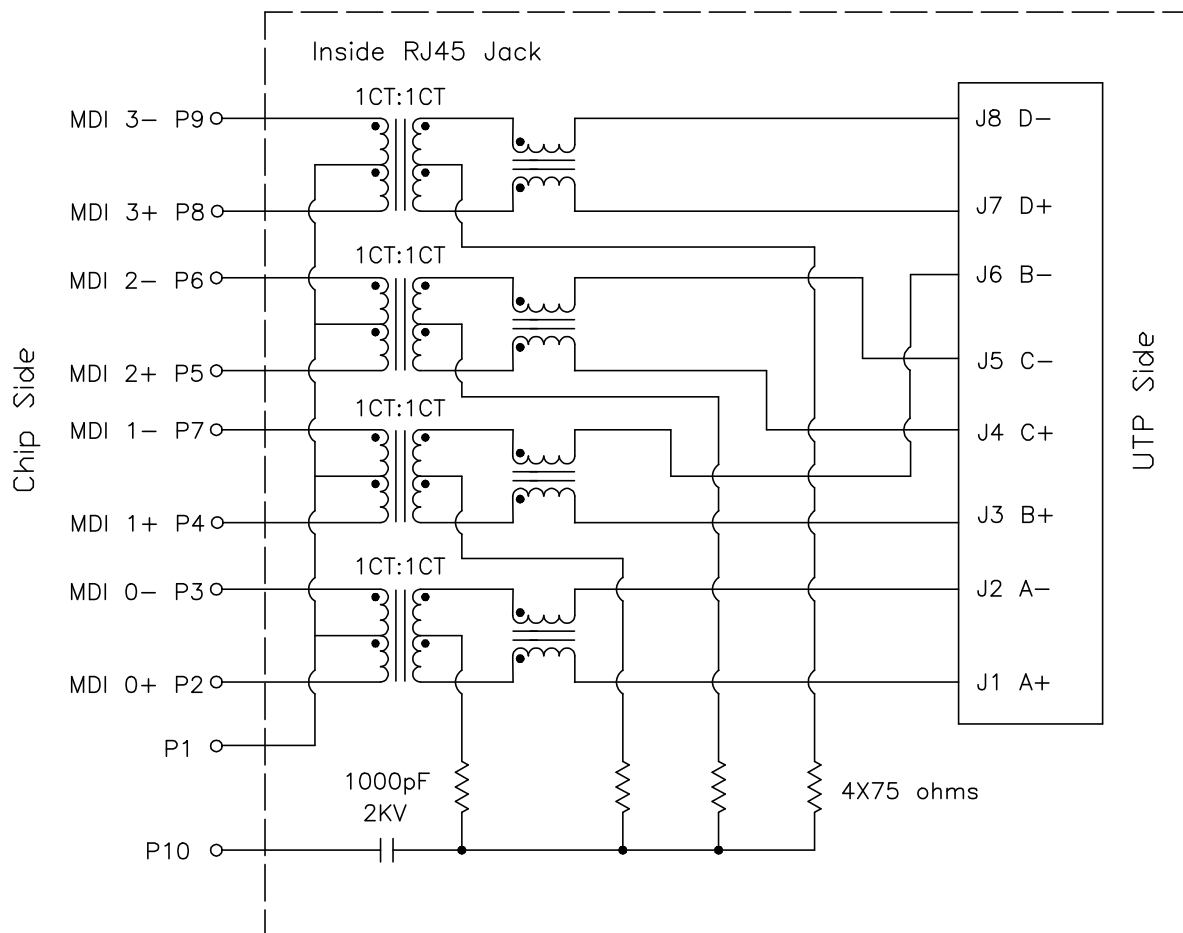 Inside RJ45 Jack
1CT:1CT
MDI 3- P9
J8 D-
MDI 3+ P8
J7 D+
1CT:1CT
MDI 2- P6
J6 B-
Chip Side
UTP Side
MDI 2+ P5
J5 C-
1CT:1CT
MDI 1- P7
J4 C+
MDI 1+ P4
J3 B+
1CT:1CT
MDI 0- P3
J2 A-
MDI 0+ P2
J1 A+
P1
1000pF
2KV
4X75 ohms
P10